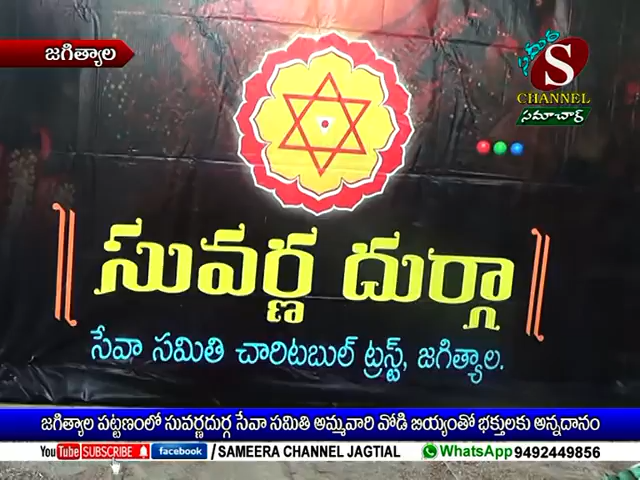 జగిత్యాల
సమీర
S
CHANNEL
సమాచార్
సువర్ణ దుర్గా
సేవా సమితి చారిటబుల్ ట్రస్ట్, జగిత్యాల.
జగిత్యాల పట్టణంలో సువర్ణదుర్గ సేవా సమితి అమ్మవారి వోడి బియ్యంతో భక్తులకు అన్నదానం
YouTube SUBSCRIBE facebook /SAMEERA CHANNEL JAGTIAL WhatsApp 9492449856